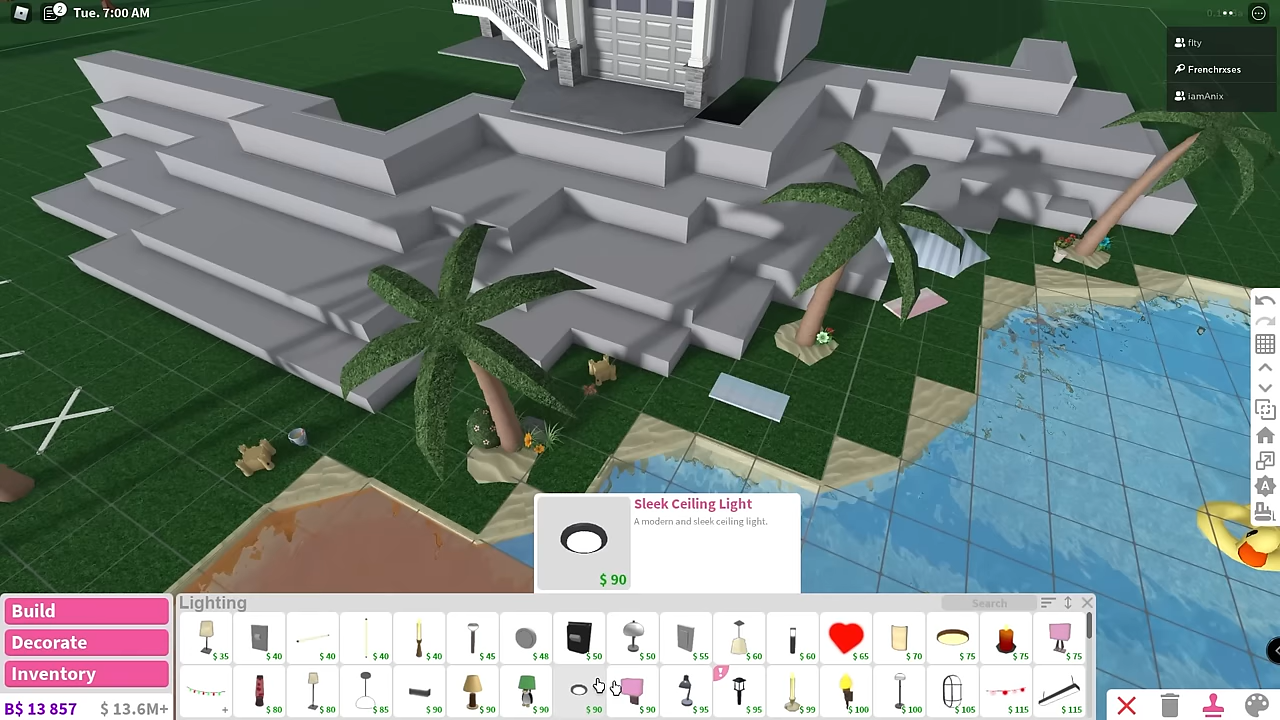 2
Tue. 7:00 AM
flty
Frenchrxses
iamAnix
Sleek Ceiling Light
A modern and sleek ceiling light.
$ 90
Build
Decorate
Inventory
B$ 13 857
$ 13.6M+
Lighting
Search
$ 35
$ 40
$ 40
$ 40
$ 40
$ 45
$ 48
$ 50
$ 50
$ 55
$ 60
$ 60
$ 65
$ 70
$ 75
$ 75
$ 75
+
$ 80
$ 80
$ 85
$ 90
$ 90
$ 90
$ 90
$ 90
$ 95
$ 95
$ 99
$ 100
$ 100
$ 105
$ 115
$ 115
A